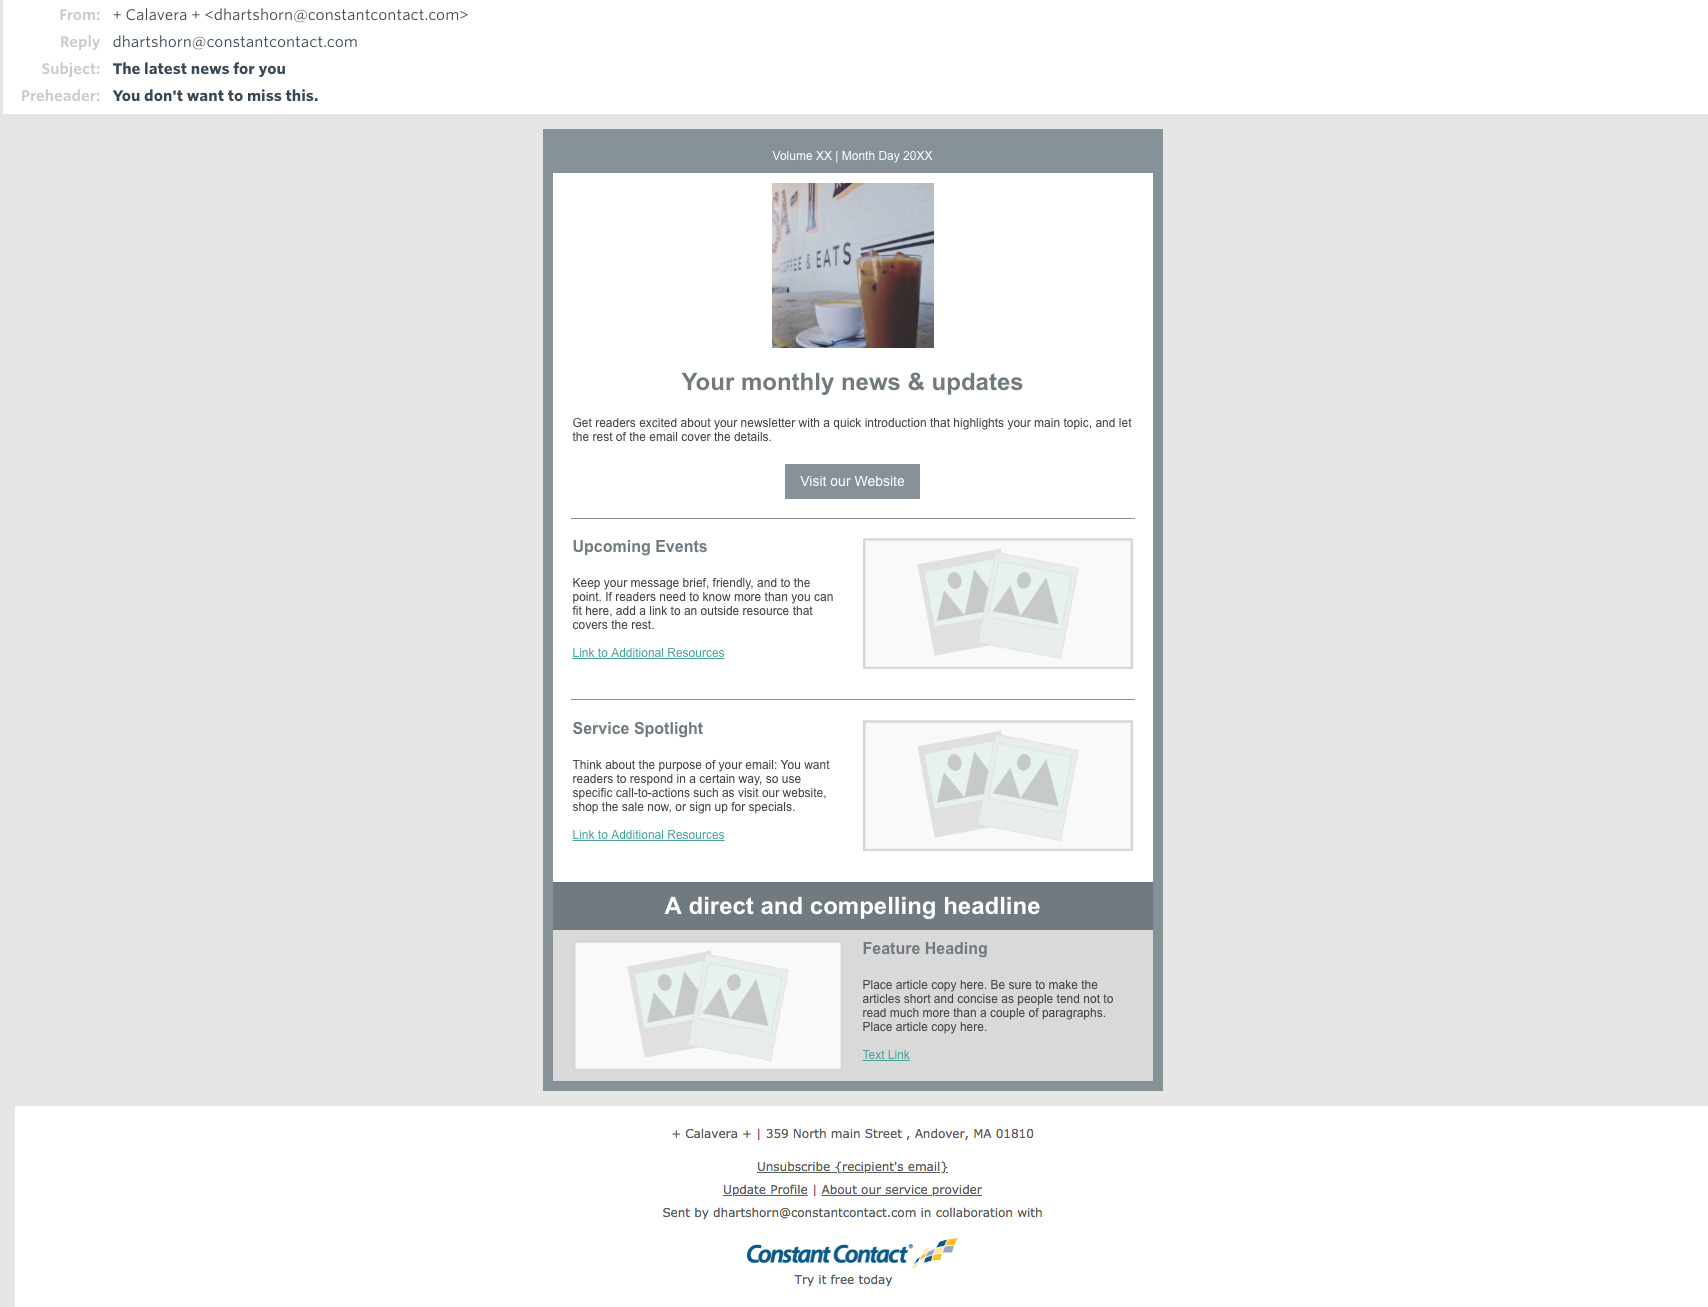 From: + Calavera + <dhartshorn@constantcontact.com>
Reply dhartshorn@constantcontact.com
Subject: The latest news for you
Preheader: You don't want to miss this.
Volume XX | Month Day 20XX
& EATS
Your monthly news & updates
Get readers excited about your newsletter with a quick introduction that highlights your main topic, and let
the rest of the email cover the details.
Visit our Website
Upcoming Events
Keep your message brief, friendly, and to the
point. If readers need to know more than you can
fit here, add a link to an outside resource that
covers the rest.
Link to Additional Resources
Service Spotlight
Think about the purpose of your email: You want
readers to respond in a certain way, so use
specific call-to-actions such as visit our website,
shop the sale now, or sign up for specials.
Link to Additional Resources
A direct and compelling headline
Feature Heading
Place article copy here. Be sure to make the
articles short and concise as people tend not to
read much more than a couple of paragraphs.
Place article copy here.
Text Link
+ Calavera + | 359 North main Street , Andover, MA 01810
Unsubscribe {recipient's email}
Update Profile | About our service provider
Sent by dhartshorn@constantcontact.com in collaboration with
Constant Contact®
Try it free today